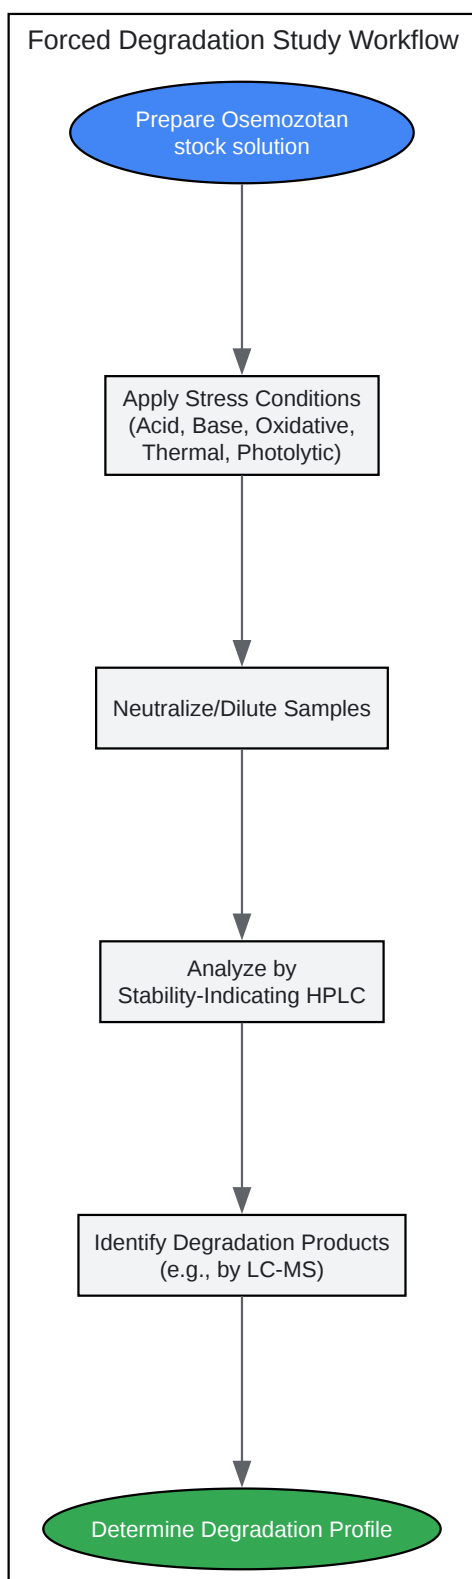 Forced Degradation Study Workflow
Prepare Osemozotan
stock solution
Apply Stress Conditions
(Acid, Base, Oxidative,
Thermal, Photolytic)
Neutralize/Dilute Samples
Analyze by
Stability-Indicating HPLC
Identify Degradation Products
(e.g., by LC-MS)
Determine Degradation Profile